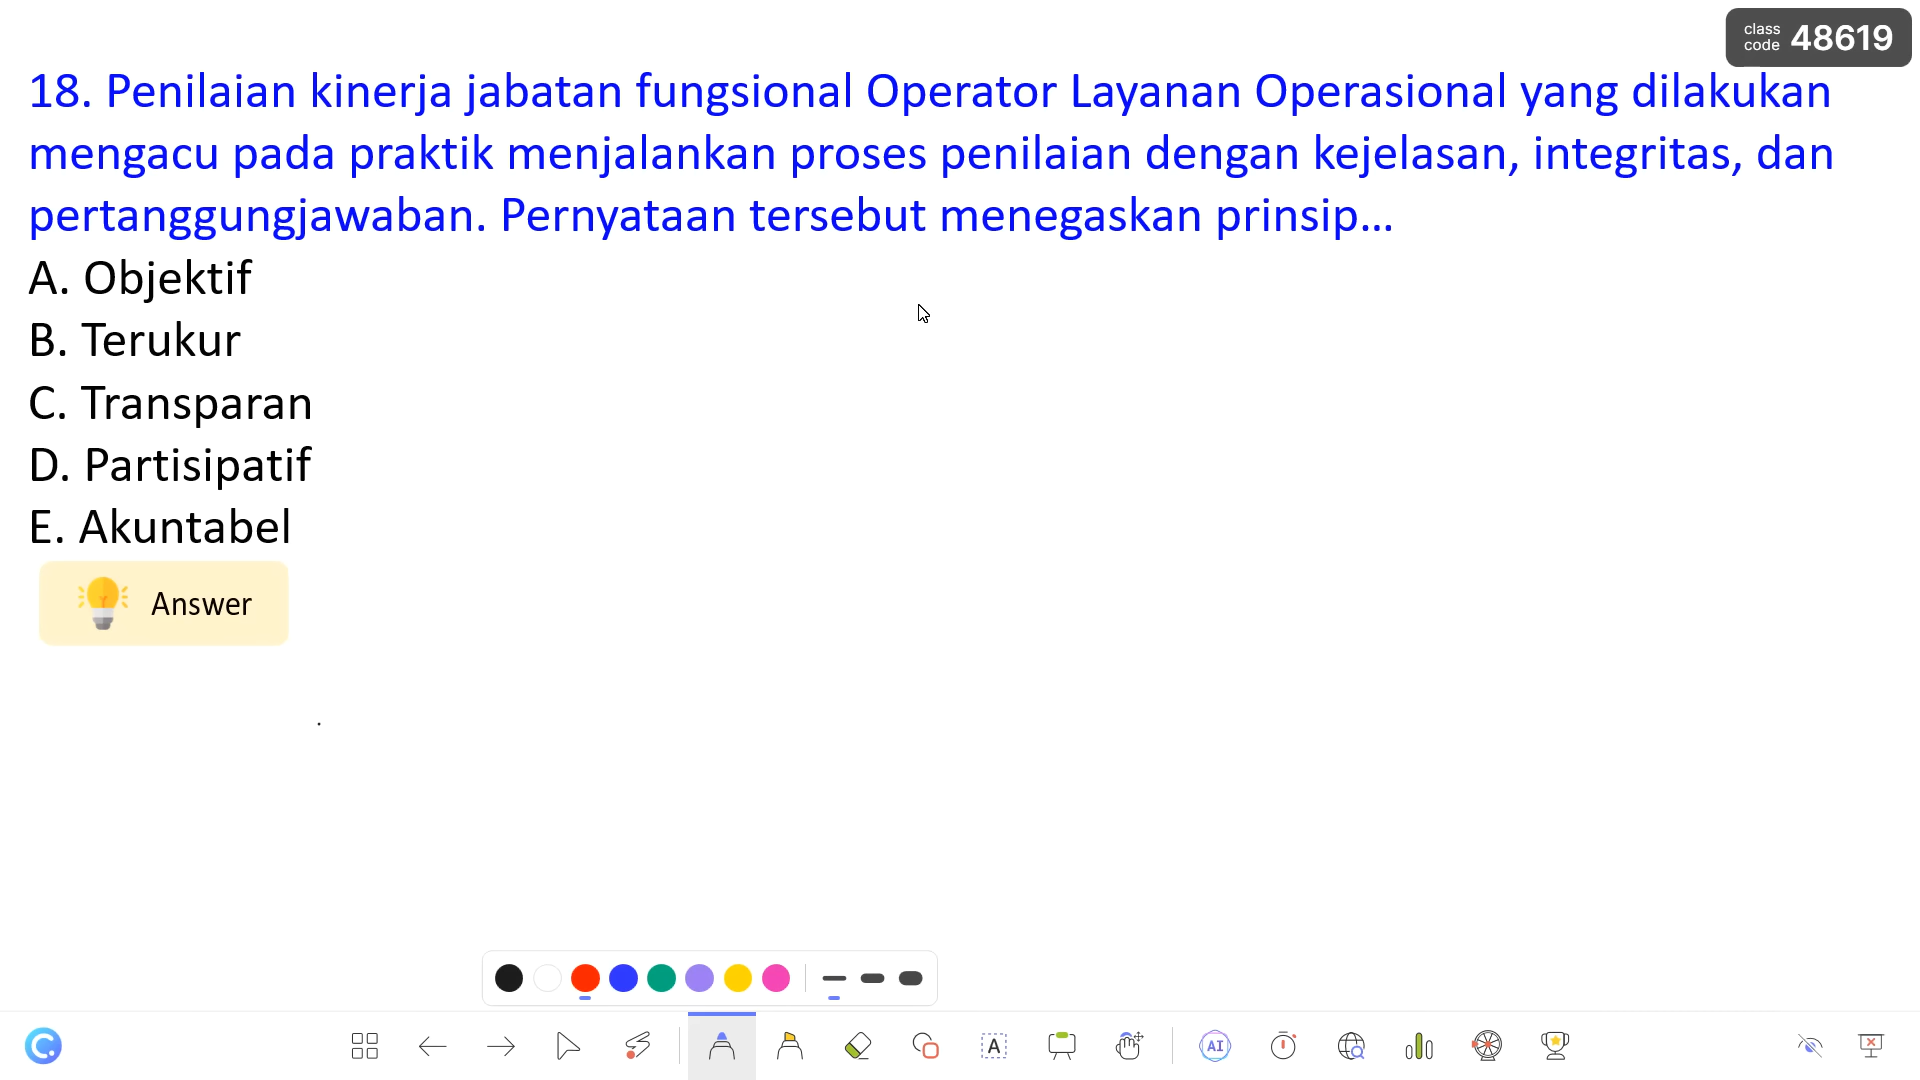 class
code 48619
18. Penilaian kinerja jabatan fungsional Operator Layanan Operasional yang dilakukan
mengacu pada praktik menjalankan proses penilaian dengan kejelasan, integritas, dan
pertanggungjawaban. Pernyataan tersebut menegaskan prinsip...
A. Objektif
B. Terukur
C. Transparan
D. Partisipatif
E. Akuntabel
Answer
A
AI